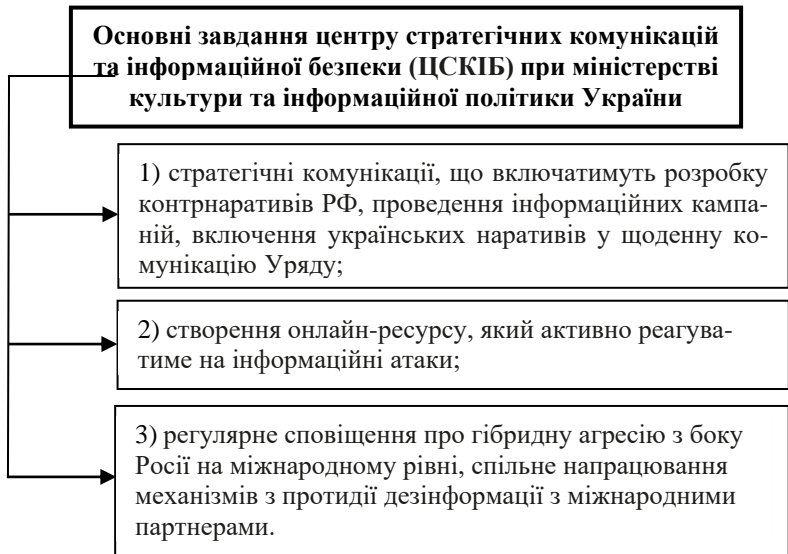 Основні завдання центру стратегічних комунікацій
та інформаційної безпеки (ЦСКІБ) при міністерстві
культури та інформаційної політики України
1) стратегічні комунікації, що включатимуть розробку
контрнаративів РФ, проведення інформаційних кампа-
ній, включення українських наративів у щоденну ко-
мунікацію Уряду;
2) створення онлайн-ресурсу, який активно реагува-
тиме на інформаційні атаки;
3) регулярне сповіщення про гібридну агресію з боку
Росії на міжнародному рівні, спільне напрацювання
механізмів з протидії дезінформації з міжнародними
партнерами.